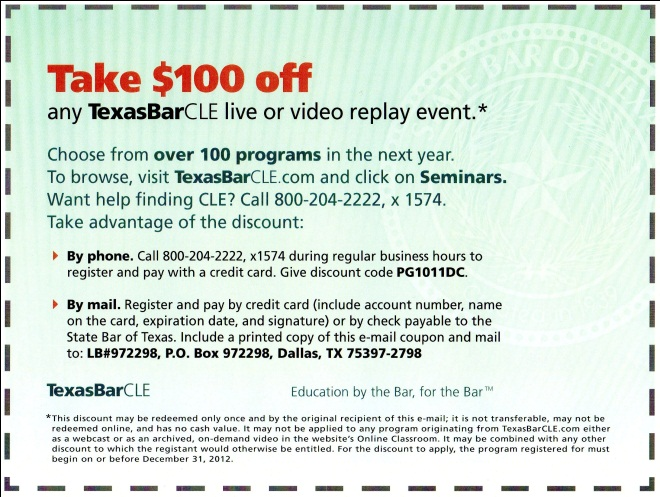 Take $100 off
any TexasBarCLE live or video replay event.*
Choose from over 100 programs in the next year.
To browse, visit TexasBarCLE.com and click on Seminars.
Want help finding CLE? Call 800-204-2222, x 1574.
Take advantage of the discount:
By phone. Call 800-204-2222, x1574 during regular business hours to
register and pay with a credit card. Give discount code PG1011DC.
By mail. Register and pay by credit card (include account number, name
on the card, expiration date, and signature) or by check payable to the
State Bar of Texas. Include a printed copy of this e-mail coupon and mail
to: LB#972298, P.O. Box 972298, Dallas, TX 75397-2798
TexasBarCLE Education by the Bar, for the Bar™
*This discount may be redeemed only once and by the original recipient of this e-mail; it is not transferable, may not be
redeemed online, and has no cash value. It may not be applied to any program originating from TexasBarCLE.com either
as a webcast or as an archived, on-demand video in the website's Online Classroom. It may be combined with any other
discount to which the registant would otherwise be entitled. For the discount to apply, the program registered for must
begin on or before December 31, 2012.
BAR OF TEX